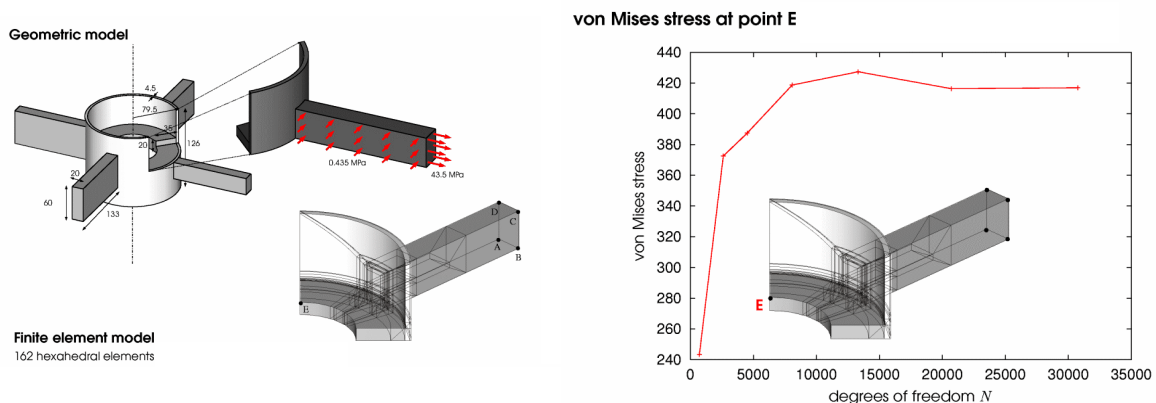 Geometric model
4.5
79.5
35
20
126
20
60
133
0.435 MPa
43.5 MPa
D
C
A
B
E
Finite element model
162 hexahedral elements
von Mises stress at point E
von Mises stress
440
420
400
380
360
340
320
300
280
260
240
E
0 5000 10000 15000 20000 25000 30000 35000
degrees of freedom N